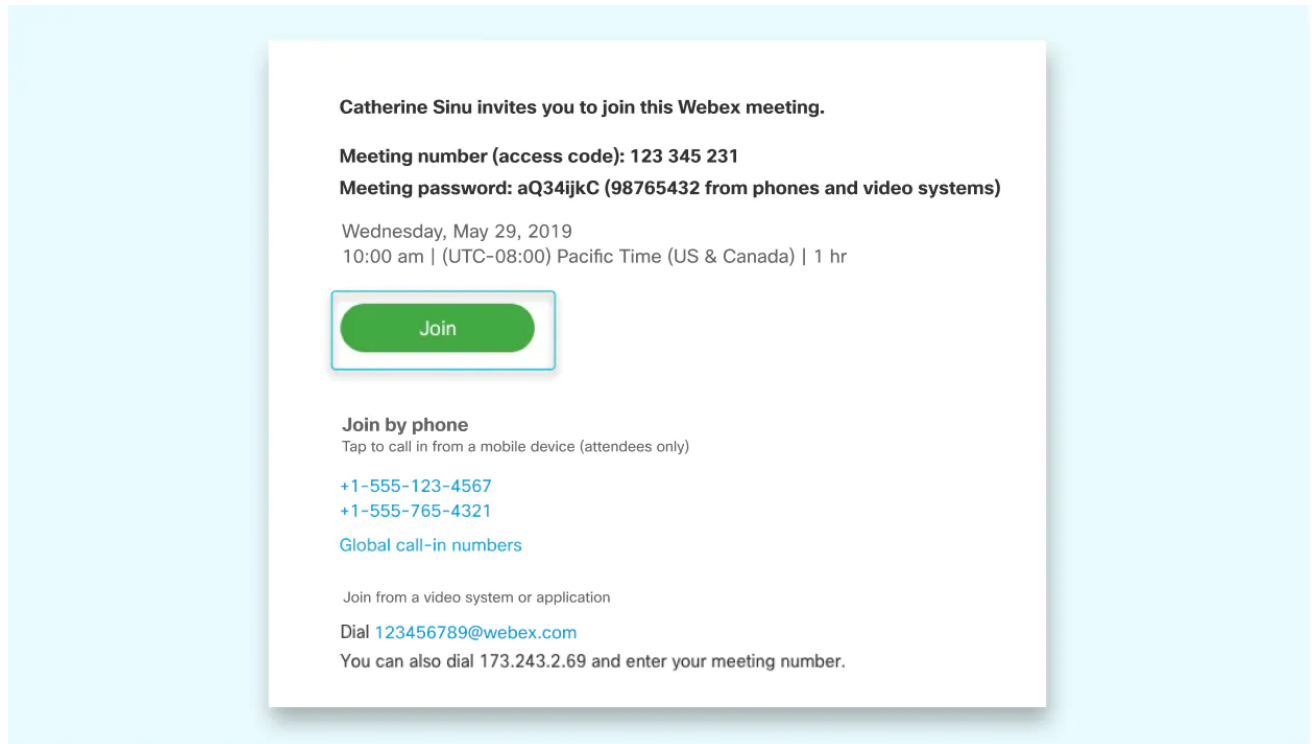 Catherine Sinu invites you to join this Webex meeting.
Meeting number (access code): 123 345 231
Meeting password: aQ34ijkC (98765432 from phones and video systems)
Wednesday, May 29, 2019
10:00 am | (UTC-08:00) Pacific Time (US & Canada) | 1 hr
Join
Join by phone
Tap to call in from a mobile device (attendees only)
+1-555-123-4567
+1-555-765-4321
Global call-in numbers
Join from a video system or application
Dial 123456789@webex.com
You can also dial 173.243.2.69 and enter your meeting number.